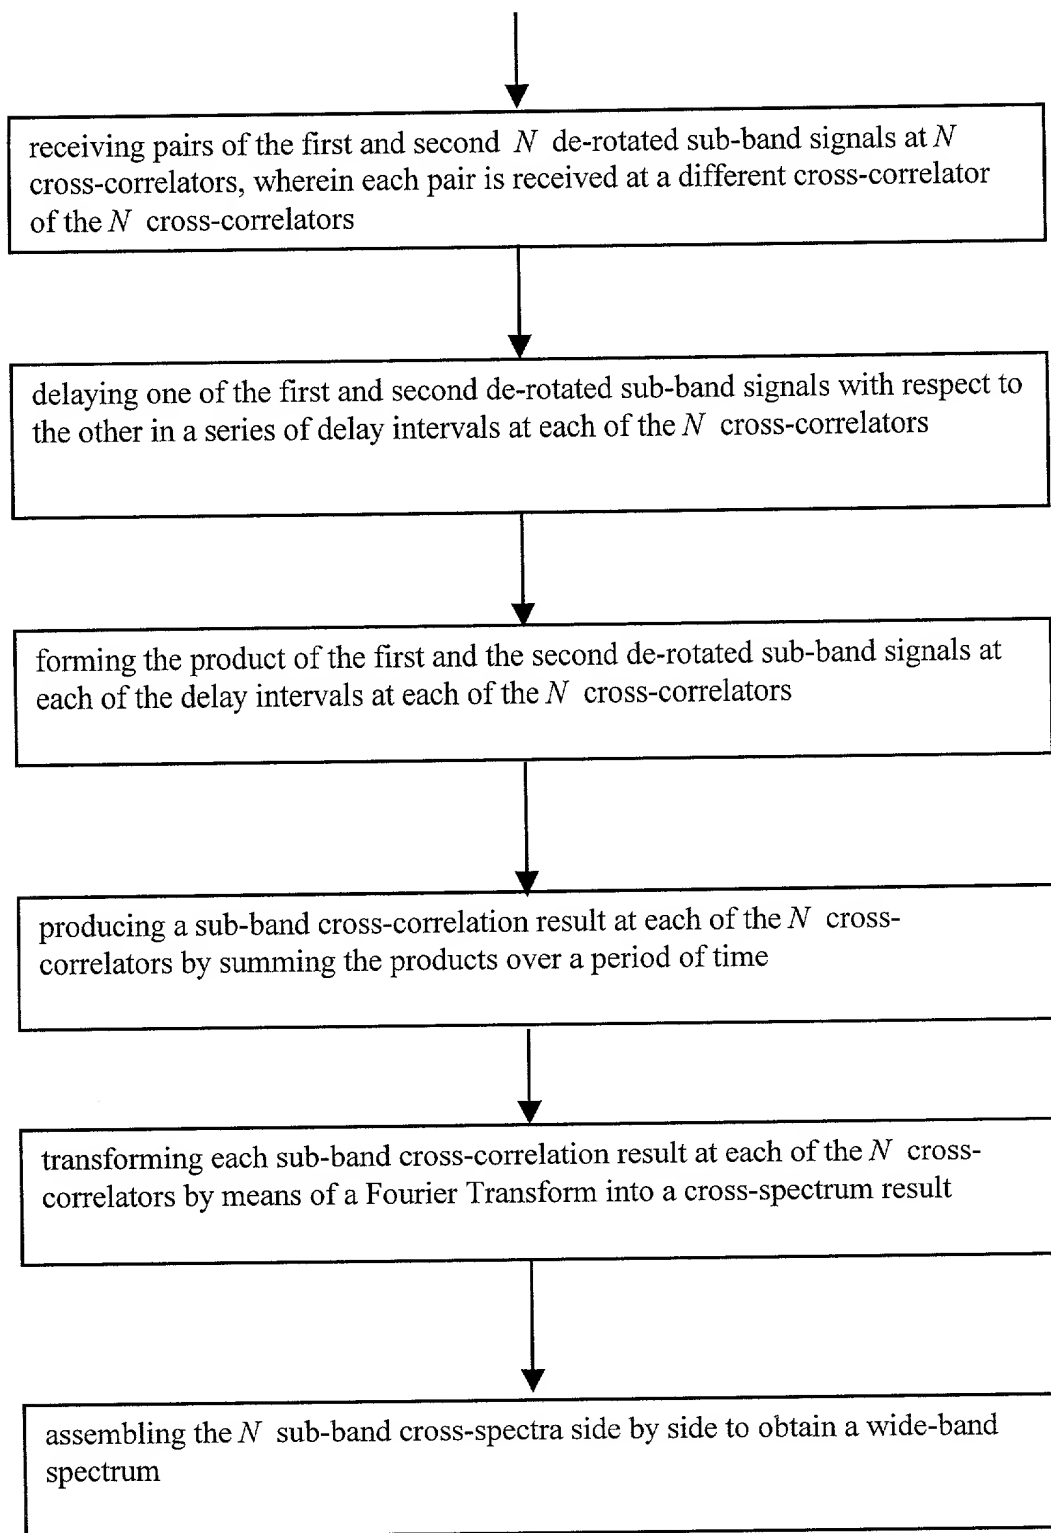 receiving pairs of the first and second N de-rotated sub-band signals at N
cross-correlators, wherein each pair is received at a different cross-correlator
of the N cross-correlators
delaying one of the first and second de-rotated sub-band signals with respect to
the other in a series of delay intervals at each of the N cross-correlators
forming the product of the first and the second de-rotated sub-band signals at
each of the delay intervals at each of the N cross-correlators
producing a sub-band cross-correlation result at each of the N cross-
correlators by summing the products over a period of time
transforming each sub-band cross-correlation result at each of the N cross-
correlators by means of a Fourier Transform into a cross-spectrum result
assembling the N sub-band cross-spectra side by side to obtain a wide-band
spectrum